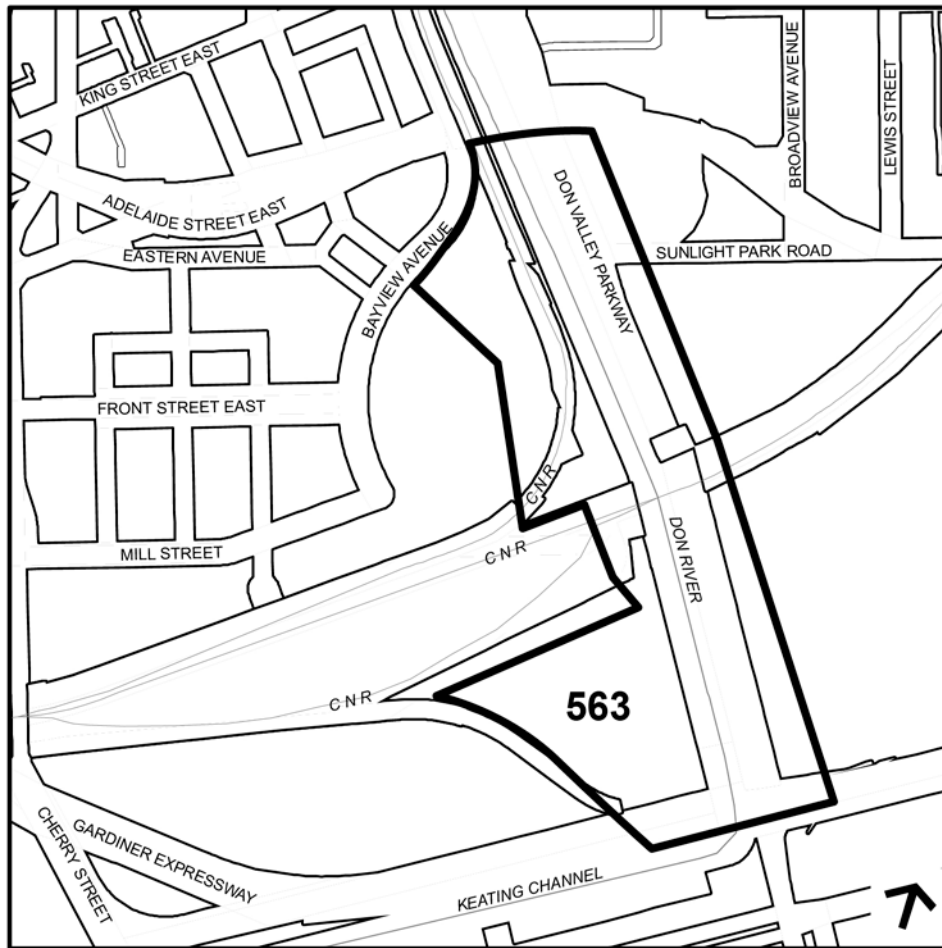 KING STREET EAST
BROADVIEW AVENUE
LEWIS STREET
ADELAIDE STREET EAST
DON VALLEY PARKWAY
EASTERN AVENUE
BAYVIEW AVENUE
SUNLIGHT PARK ROAD
FRONT STREET EAST
CNR
MILL STREET
CNR
DON RIVER
CNR
563
CHERRY STREET
GARDINER EXPRESSWAY
KEATING CHANNEL